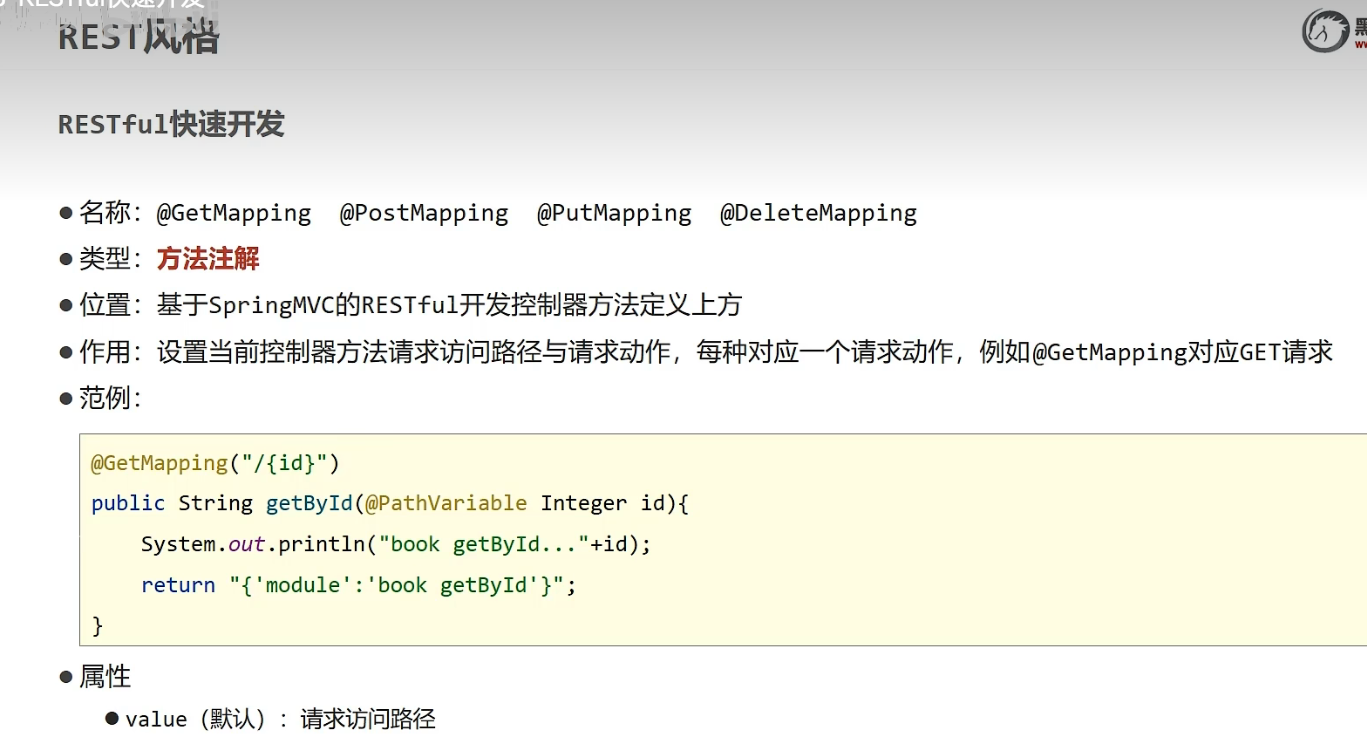 RESTful快速开发
REST风格
黑
RESTful快速开发
●名称：@GetMapping @PostMapping @PutMapping @DeleteMapping
●类型：方法注解
●位置：基于SpringMVC的RESTful开发控制器方法定义上方
●作用：设置当前控制器方法请求访问路径与请求动作，每种对应一个请求动作，例如@GetMapping对应GET请求
●范例：
@GetMapping("/{id}")
public String getById(@PathVariable Integer id){
    System.out.println("book getById..."+id);
    return "{'module':'book getById'}";
}
●属性
●value（默认）：请求访问路径